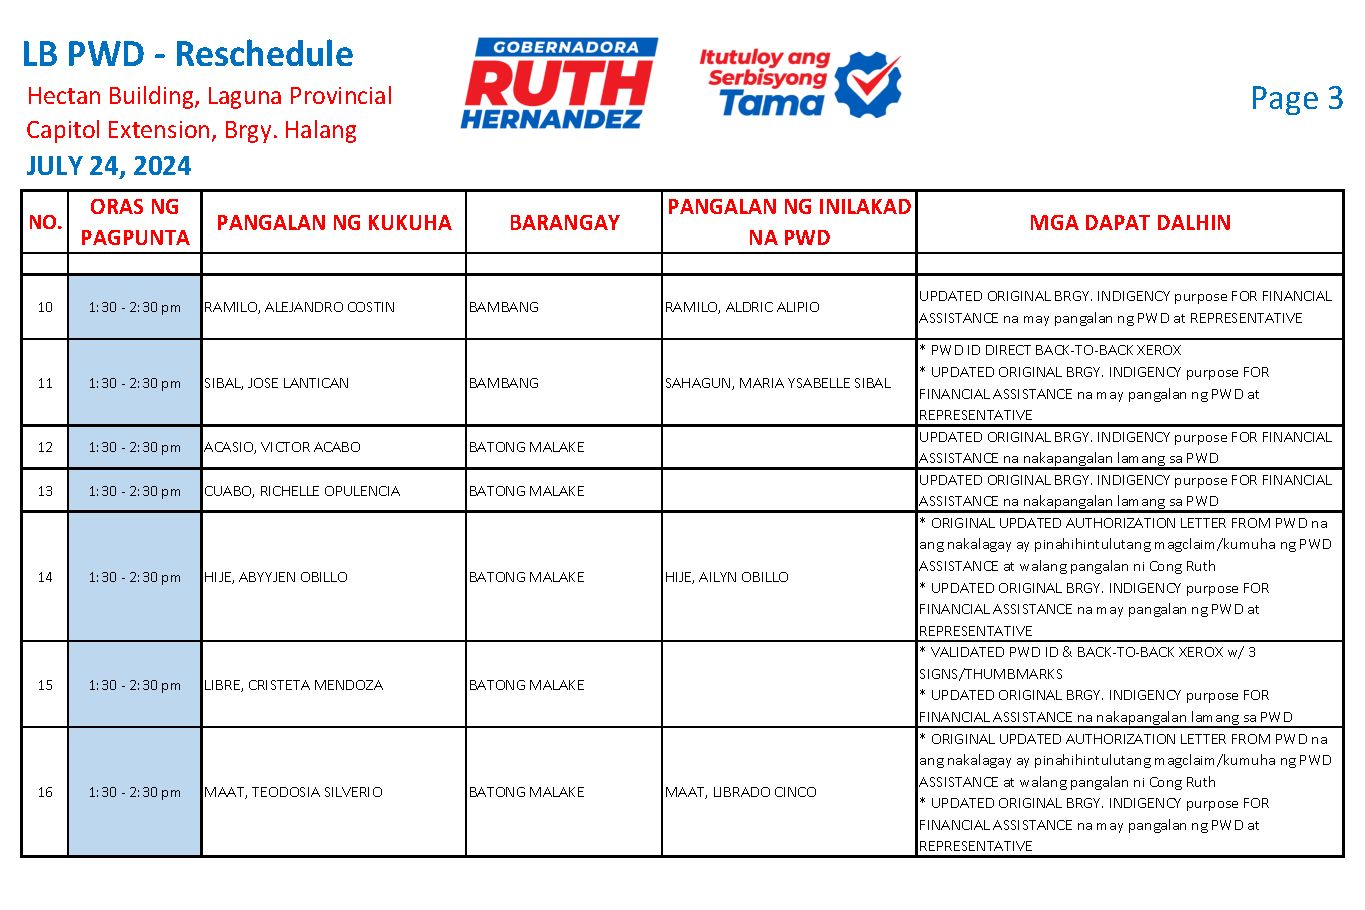 LB PWD - Reschedule
Hectan Building, Laguna Provincial
Capitol Extension, Brgy. Halang
JULY 24, 2024
GOBERNADORA
RUTH
HERNANDEZ
Itutuloy ang
Serbisyong
Tama
Page 3
NO.
ORAS NG
PAGPUNTA
PANGALAN NG KUKUHA
BARANGAY
PANGALAN NG INILAKAD
NA PWD
MGA DAPAT DALHIN
10
1:30 - 2:30 pm
RAMILO, ALEJANDRO COSTIN
BAMBANG
RAMILO, ALDRIC ALIPIO
UPDATED ORIGINAL BRGY. INDIGENCY purpose FOR FINANCIAL
ASSISTANCE na may pangalan ng PWD at REPRESENTATIVE
11
1:30 - 2:30 pm
SIBAL, JOSE LANTICAN
BAMBANG
SAHAGUN, MARIA YSABELLE SIBAL
* PWD ID DIRECT BACK-TO-BACK XEROX
* UPDATED ORIGINAL BRGY. INDIGENCY purpose FOR
FINANCIAL ASSISTANCE na may pangalan ng PWD at
REPRESENTATIVE
12
1:30 - 2:30 pm
ACASIO, VICTOR ACABO
BATONG MALAKE
UPDATED ORIGINAL BRGY. INDIGENCY purpose FOR FINANCIAL
ASSISTANCE na nakapangalan lamang sa PWD
13
1:30 - 2:30 pm
CUABO, RICHELLE OPULENCIA
BATONG MALAKE
UPDATED ORIGINAL BRGY. INDIGENCY purpose FOR FINANCIAL
ASSISTANCE na nakapangalan lamang sa PWD
14
1:30 - 2:30 pm
HIJE, ABYYJEN OBILLO
BATONG MALAKE
HIJE, AILYN OBILLO
* ORIGINAL UPDATED AUTHORIZATION LETTER FROM PWD na
ang nakalagay ay pinahihintulutang magclaim/kumuha ng PWD
ASSISTANCE at walang pangalan ni Cong Ruth
* UPDATED ORIGINAL BRGY. INDIGENCY purpose FOR
FINANCIAL ASSISTANCE na may pangalan ng PWD at
REPRESENTATIVE
15
1:30 - 2:30 pm
LIBRE, CRISTETA MENDOZA
BATONG MALAKE
* VALIDATED PWD ID & BACK-TO-BACK XEROX w/ 3
SIGNS/THUMBMARKS
* UPDATED ORIGINAL BRGY. INDIGENCY purpose FOR
FINANCIAL ASSISTANCE na nakapangalan lamang sa PWD
16
1:30 - 2:30 pm
MAAT, TEODOSIA SILVERIO
BATONG MALAKE
MAAT, LIBRADO CINCO
* ORIGINAL UPDATED AUTHORIZATION LETTER FROM PWD na
ang nakalagay ay pinahihintulutang magclaim/kumuha ng PWD
ASSISTANCE at walang pangalan ni Cong Ruth
* UPDATED ORIGINAL BRGY. INDIGENCY purpose FOR
FINANCIAL ASSISTANCE na may pangalan ng PWD at
REPRESENTATIVE